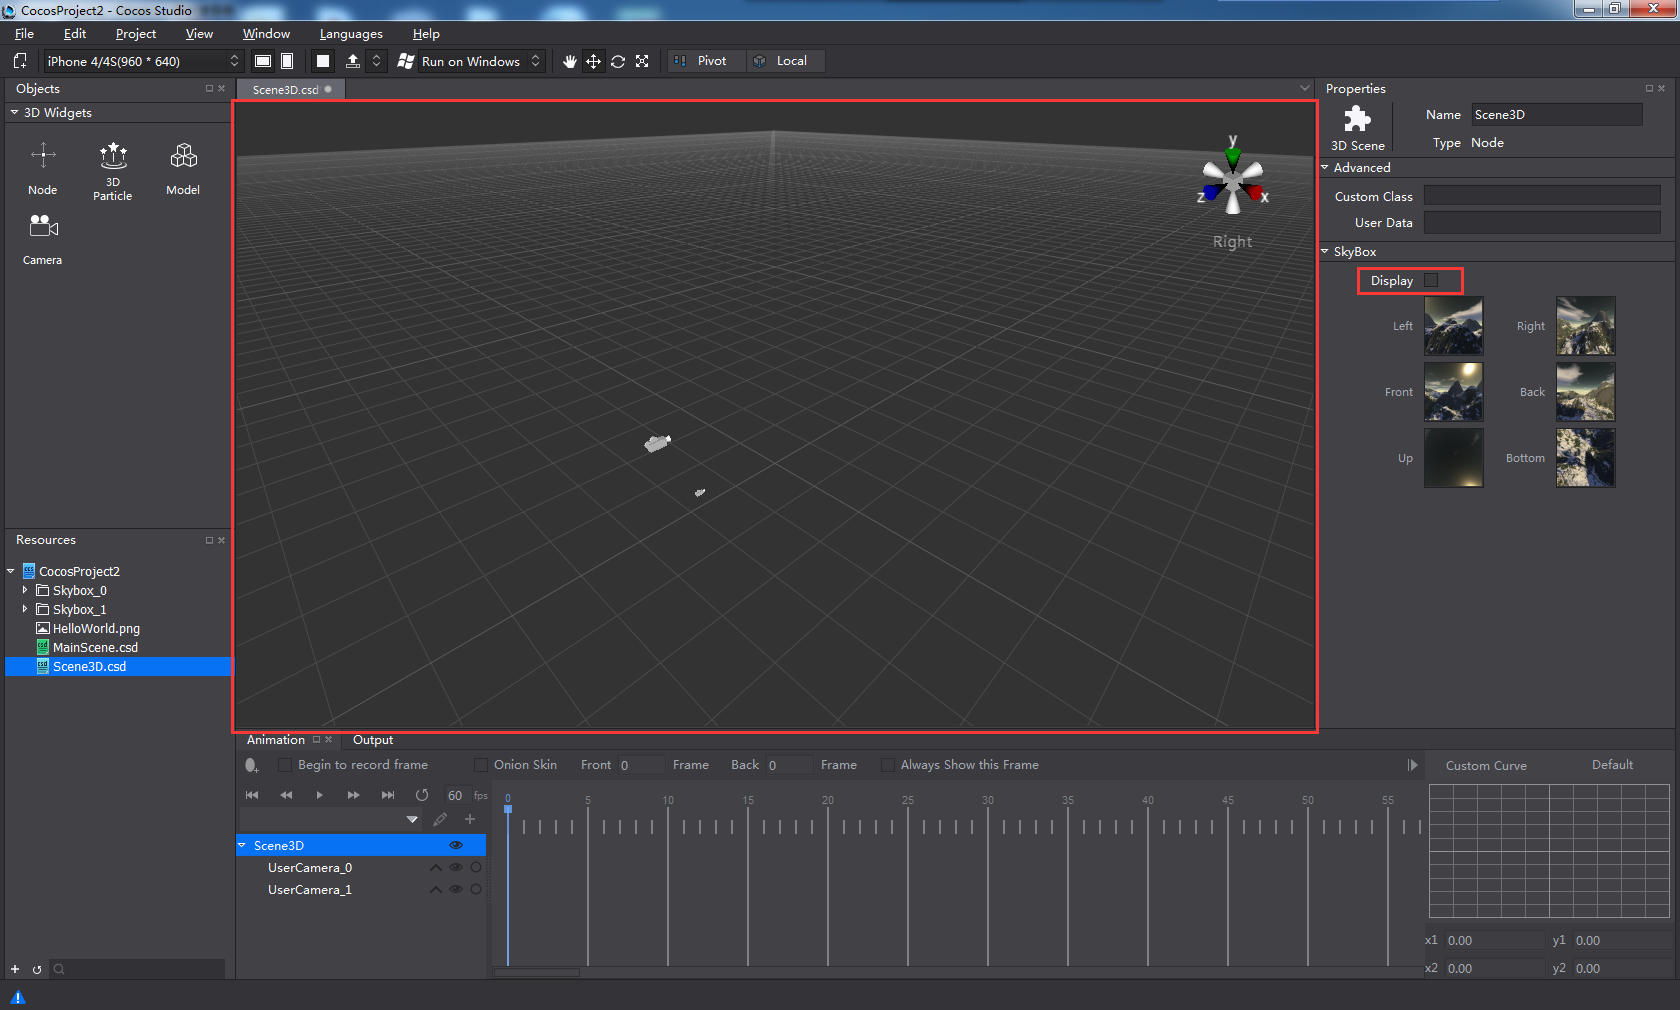 CocosProject2 - Cocos Studio
File Edit Project View Window Languages Help
iPhone 4/4S(960 * 640) Run on Windows Pivot Local
Objects
3D Widgets
Node
3D
Particle
Model
Camera
Resources
CocosProject2
Skybox_0
Skybox_1
HelloWorld.png
MainScene.csd
Scene3D.csd
Scene3D.csd
y
z
x
Right
Properties
3D Scene
Name Scene3D
Type Node
Advanced
Custom Class
User Data
SkyBox
Display
Left Right
Front Back
Up Bottom
Animation Output
Begin to record frame Onion Skin Front 0 Frame Back 0 Frame Always Show this Frame
60 fps
0 5 10 15 20 25 30 35 40 45 50 55
Scene3D
UserCamera_0
UserCamera_1
Custom Curve Default
x1 0.00 y1 0.00
x2 0.00 y2 0.00